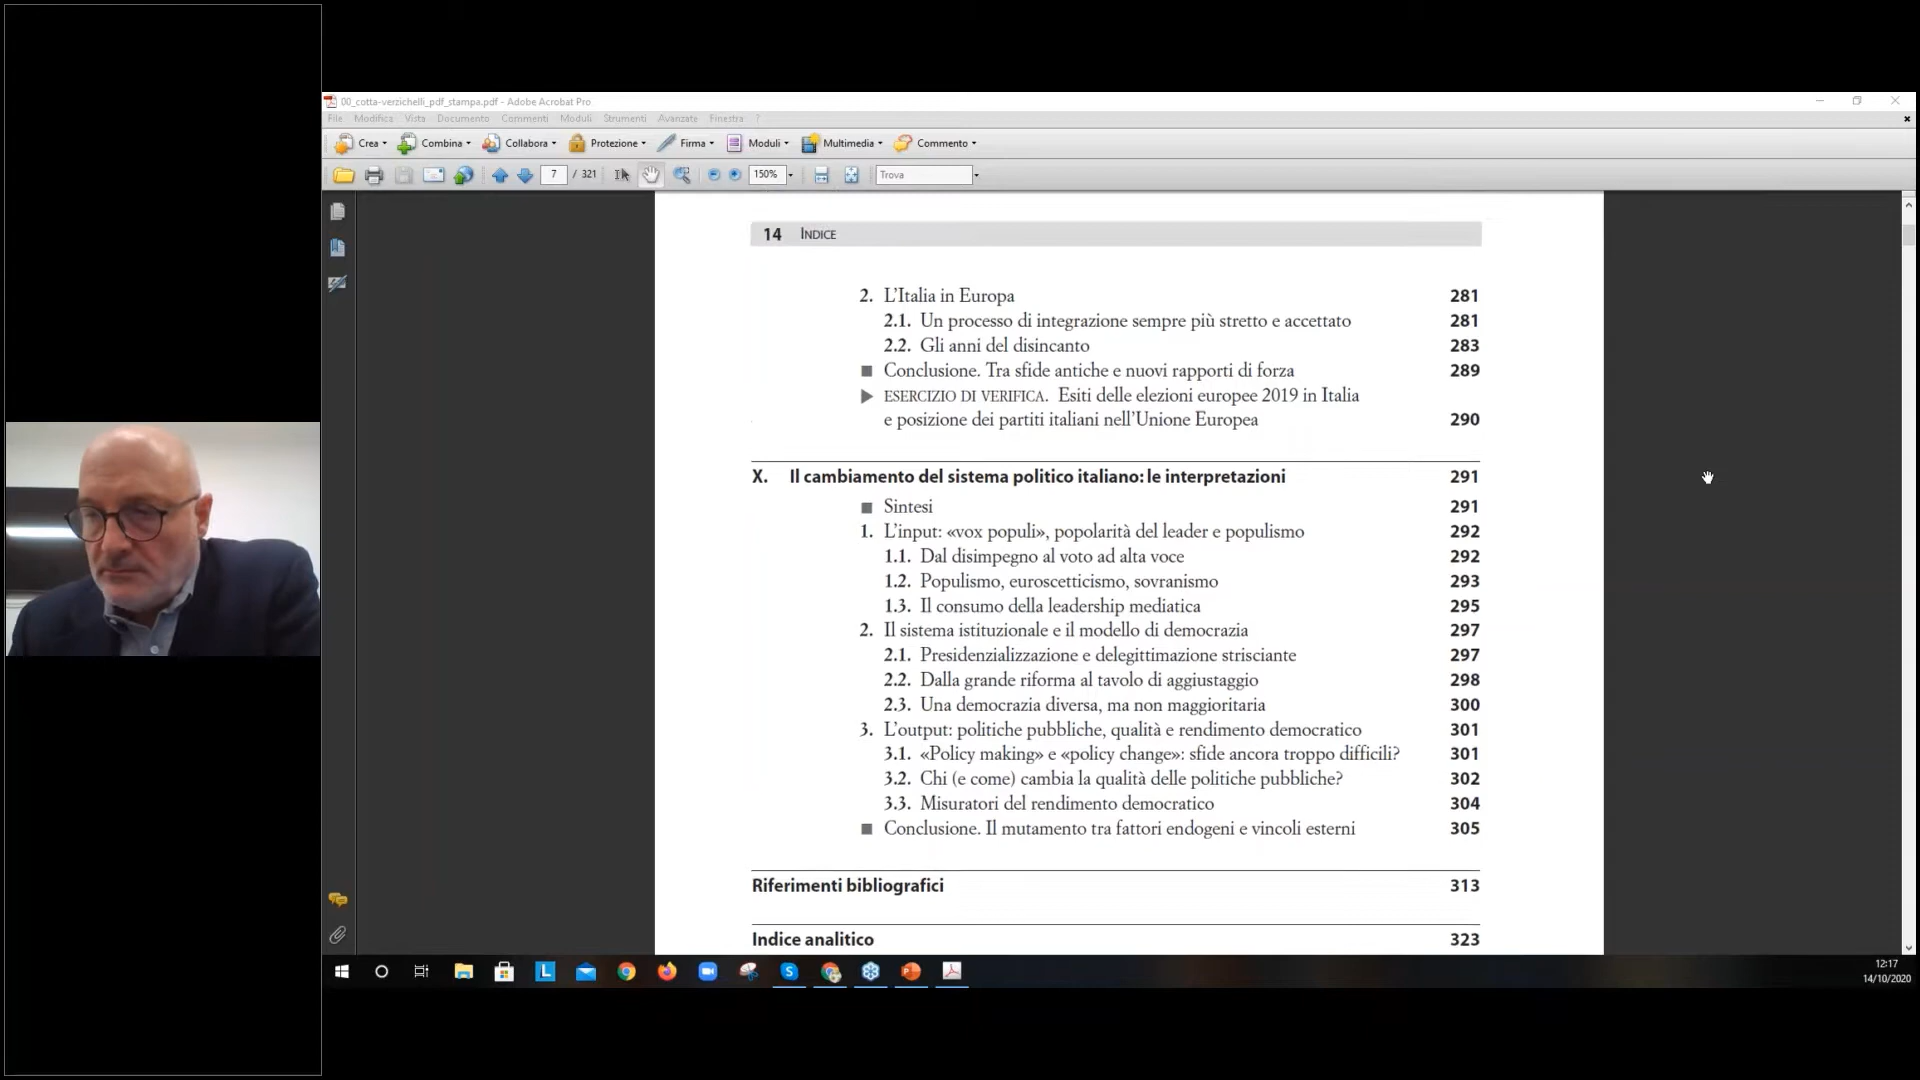 00_cotta-verzichelli_pdf_stampa.pdf - Adobe Acrobat Pro
File Modifica Vista Documento Commenti Moduli Strumenti Avanzate Finestra ?
Crea Combina Collabora Protezione Firma Moduli Multimedia Commento
7 / 321 150% Trova
14 INDICE
2. L'Italia in Europa 281
2.1. Un processo di integrazione sempre più stretto e accettato 281
2.2. Gli anni del disincanto 283
■ Conclusione. Tra sfide antiche e nuovi rapporti di forza 289
▶ ESERCIZIO DI VERIFICA. Esiti delle elezioni europee 2019 in Italia
e posizione dei partiti italiani nell'Unione Europea 290
X. Il cambiamento del sistema politico italiano: le interpretazioni 291
■ Sintesi 291
1. L'input: «vox populi», popolarità del leader e populismo 292
1.1. Dal disimpegno al voto ad alta voce 292
1.2. Populismo, euroscetticismo, sovranismo 293
1.3. Il consumo della leadership mediatica 295
2. Il sistema istituzionale e il modello di democrazia 297
2.1. Presidenzializzazione e delegittimazione strisciante 297
2.2. Dalla grande riforma al tavolo di aggiustaggio 298
2.3. Una democrazia diversa, ma non maggioritaria 300
3. L'output: politiche pubbliche, qualità e rendimento democratico 301
3.1. «Policy making» e «policy change»: sfide ancora troppo difficili? 301
3.2. Chi (e come) cambia la qualità delle politiche pubbliche? 302
3.3. Misuratori del rendimento democratico 304
■ Conclusione. Il mutamento tra fattori endogeni e vincoli esterni 305
Riferimenti bibliografici 313
Indice analitico 323
12:17
14/10/2020